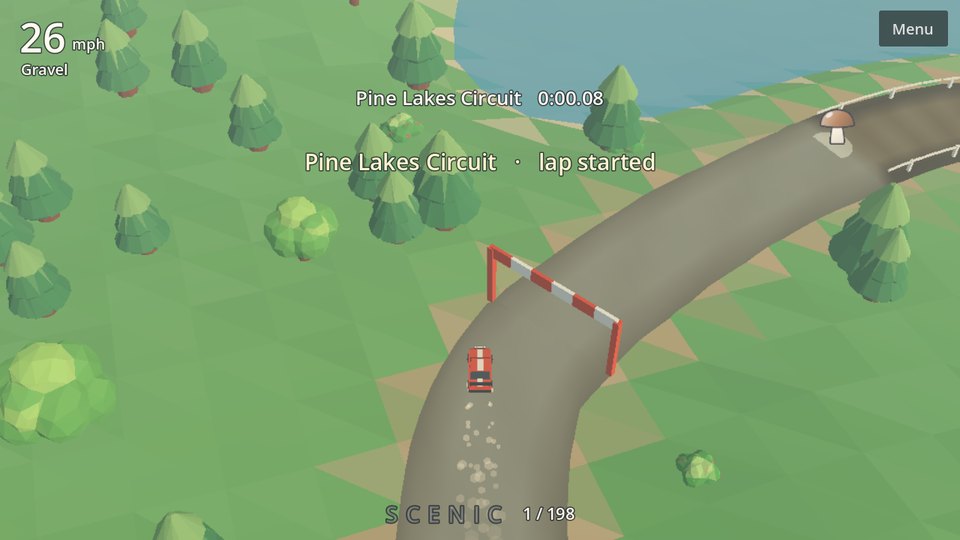 26 mph
Gravel
Menu
Pine Lakes Circuit 0:00.08
Pine Lakes Circuit · lap started
SCENIC 1 / 198